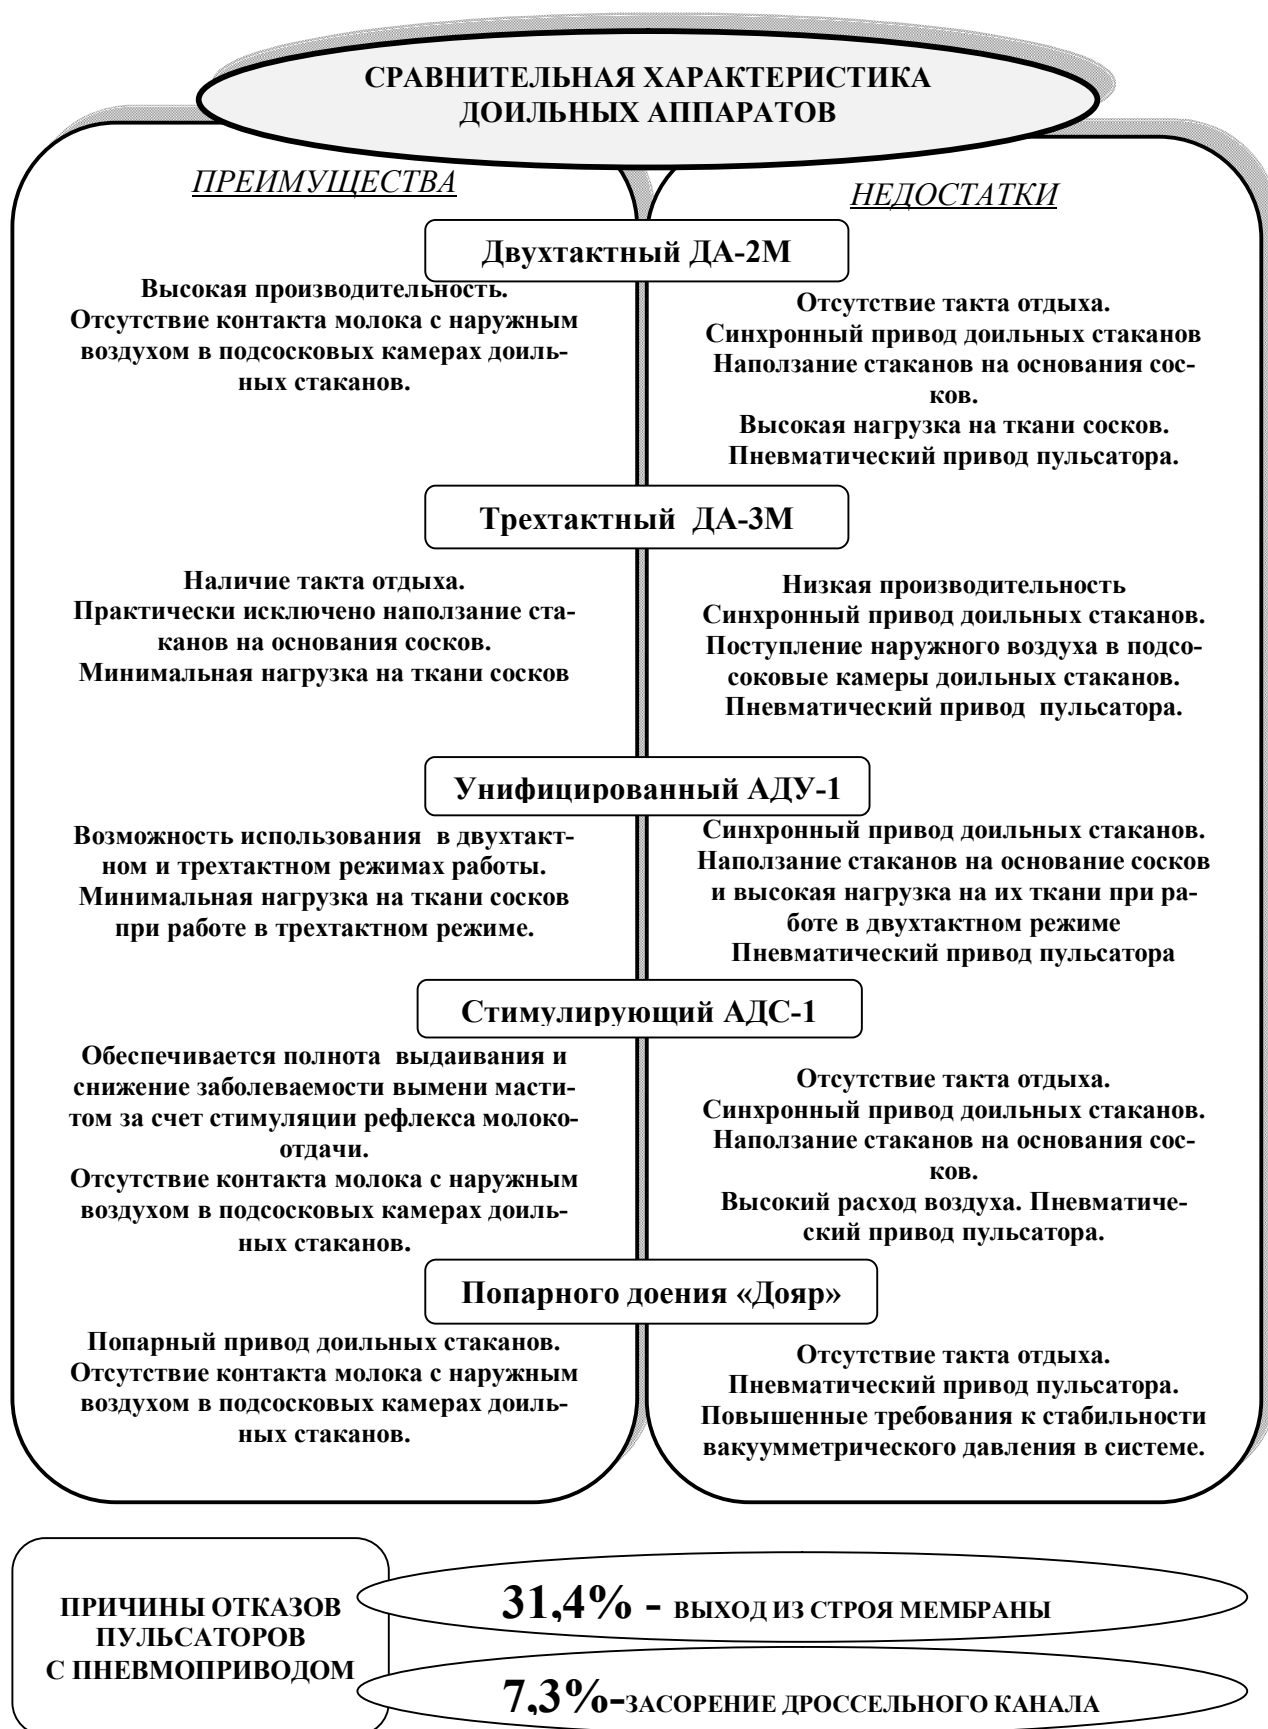 СРАВНИТЕЛЬНАЯ ХАРАКТЕРИСТИКА
ДОИЛЬНЫХ АППАРАТОВ
ПРЕИМУЩЕСТВА
НЕДОСТАТКИ
Двухтактный ДА-2М
Высокая производительность.
Отсутствие контакта молока с наружным
воздухом в подсосковых камерах доиль-
ных стаканов.
Отсутствие такта отдыха.
Синхронный привод доильных стаканов
Наползание стаканов на основания сос-
ков.
Высокая нагрузка на ткани сосков.
Пневматический привод пульсатора.
Трехтактный ДА-3М
Наличие такта отдыха.
Практически исключено наползание ста-
канов на основания сосков.
Минимальная нагрузка на ткани сосков
Низкая производительность
Синхронный привод доильных стаканов.
Поступление наружного воздуха в подсо-
соковые камеры доильных стаканов.
Пневматический привод пульсатора.
Унифицированный АДУ-1
Возможность использования в двухтакт-
ном и трехтактном режимах работы.
Минимальная нагрузка на ткани сосков
при работе в трехтактном режиме.
Синхронный привод доильных стаканов.
Наползание стаканов на основание сосков
и высокая нагрузка на их ткани при ра-
боте в двухтактном режиме
Пневматический привод пульсатора
Стимулирующий АДС-1
Обеспечивается полнота выдаивания и
снижение заболеваемости вымени масти-
том за счет стимуляции рефлекса молоко-
отдачи.
Отсутствие контакта молока с наружным
воздухом в подсосковых камерах доиль-
ных стаканов.
Отсутствие такта отдыха.
Синхронный привод доильных стаканов.
Наползание стаканов на основания сос-
ков.
Высокий расход воздуха. Пневматиче-
ский привод пульсатора.
Попарного доения «Дояр»
Попарный привод доильных стаканов.
Отсутствие контакта молока с наружным
воздухом в подсосковых камерах доиль-
ных стаканов.
Отсутствие такта отдыха.
Пневматический привод пульсатора.
Повышенные требования к стабильности
вакуумметрического давления в системе.
ПРИЧИНЫ ОТКАЗОВ
ПУЛЬСАТОРОВ
С ПНЕВМОПРИВОДОМ
31,4% - ВЫХОД ИЗ СТРОЯ МЕМБРАНЫ
7,3%-ЗАСОРЕНИЕ ДРОССЕЛЬНОГО КАНАЛА